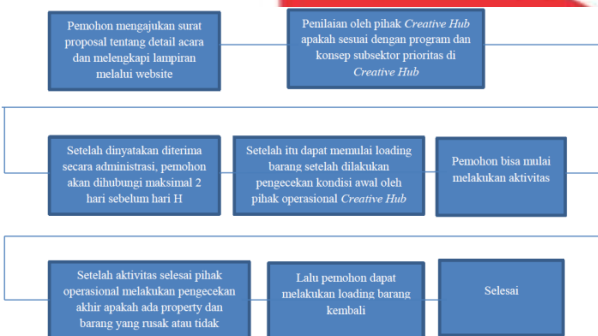 Pemohon mengajukan surat
proposal tentang detail acara
dan melengkapi lampiran
melalui website
Penilaian oleh pihak Creative Hub
apakah sesuai dengan program dan
konsep subsektor prioritas di
Creative Hub
Setelah dinyatakan diterima
secara administrasi, pemohon
akan dihubungi maksimal 2
hari sebelum hari H
Setelah itu dapat memulai loading
barang setelah dilakukan
pengecekan kondisi awal oleh
pihak operasional Creative Hub
Pemohon bisa mulai
melakukan aktivitas
Setelah aktivitas selesai pihak
operasional melakukan pengecekan
akhir apakah ada property dan
barang yang rusak atau tidak
Lalu pemohon dapat
melakukan loading barang
kembali
Selesai